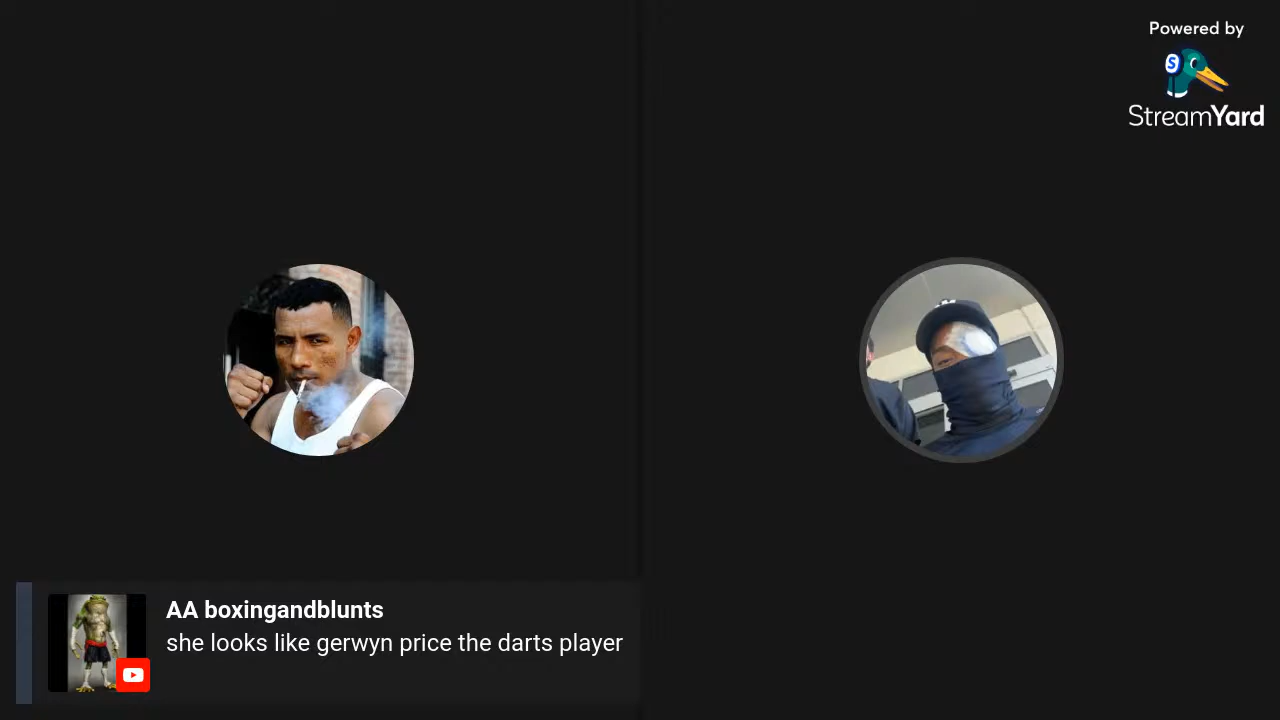 Powered by
StreamYard
AA boxingandblunts
she looks like gerwyn price the darts player